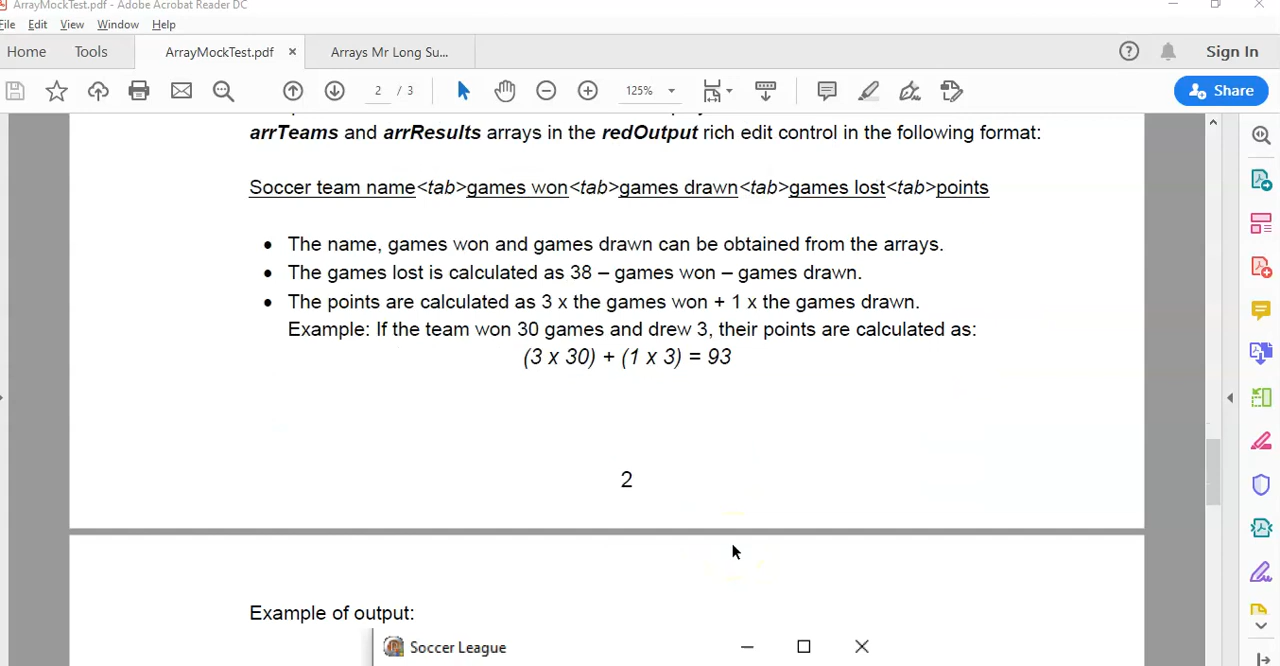 ArrayMockTest.pdf - Adobe Acrobat Reader DC
File Edit View Window Help
Home Tools ArrayMockTest.pdf × Arrays Mr Long Su... Sign In
2 / 3 125% Share
arrTeams and arrResults arrays in the redOutput rich edit control in the following format:
Soccer team name<tab>games won<tab>games drawn<tab>games lost<tab>points
• The name, games won and games drawn can be obtained from the arrays.
• The games lost is calculated as 38 – games won – games drawn.
• The points are calculated as 3 x the games won + 1 x the games drawn.
Example: If the team won 30 games and drew 3, their points are calculated as:
(3 x 30) + (1 x 3) = 93
2
Example of output:
Soccer League